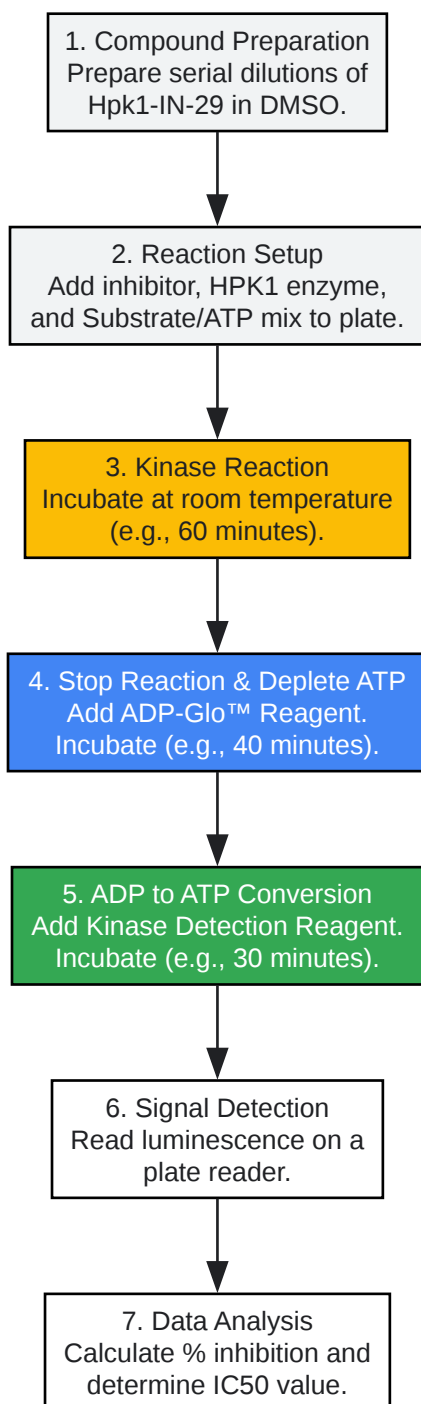 1. Compound Preparation
Prepare serial dilutions of
Hpk1-IN-29 in DMSO.
2. Reaction Setup
Add inhibitor, HPK1 enzyme,
and Substrate/ATP mix to plate.
3. Kinase Reaction
Incubate at room temperature
(e.g., 60 minutes).
4. Stop Reaction & Deplete ATP
Add ADP-Glo™ Reagent.
Incubate (e.g., 40 minutes).
5. ADP to ATP Conversion
Add Kinase Detection Reagent.
Incubate (e.g., 30 minutes).
6. Signal Detection
Read luminescence on a
plate reader.
7. Data Analysis
Calculate % inhibition and
determine IC50 value.